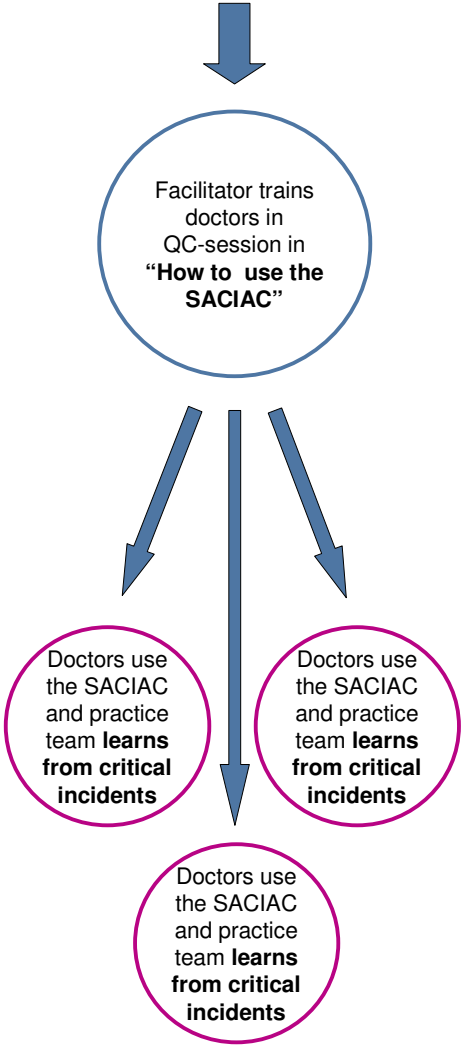 Facilitator trains
doctors in
QC-session in
“How to use the
SACIAC”
Doctors use
the SACIAC
and practice
team learns
from critical
incidents
Doctors use
the SACIAC
and practice
team learns
from critical
incidents
Doctors use
the SACIAC
and practice
team learns
from critical
incidents